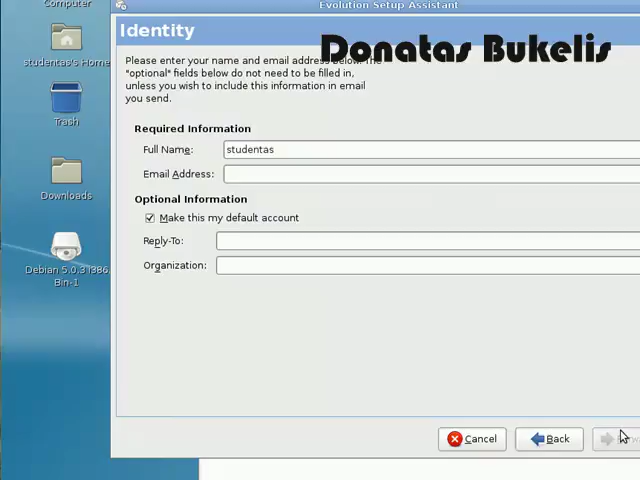 Computer
Evolution Setup Assistant
Identity
Donatas Bukelis
Please enter your name and email address below. The
"optional" fields below do not need to be filled in,
unless you wish to include this information in email
you send.
studentas's Home
Trash
Required Information
Full Name: studentas
Email Address:
Downloads
Optional Information
Make this my default account
Reply-To:
Organization:
Debian 5.0.3 i386
Bin-1
Cancel
Back